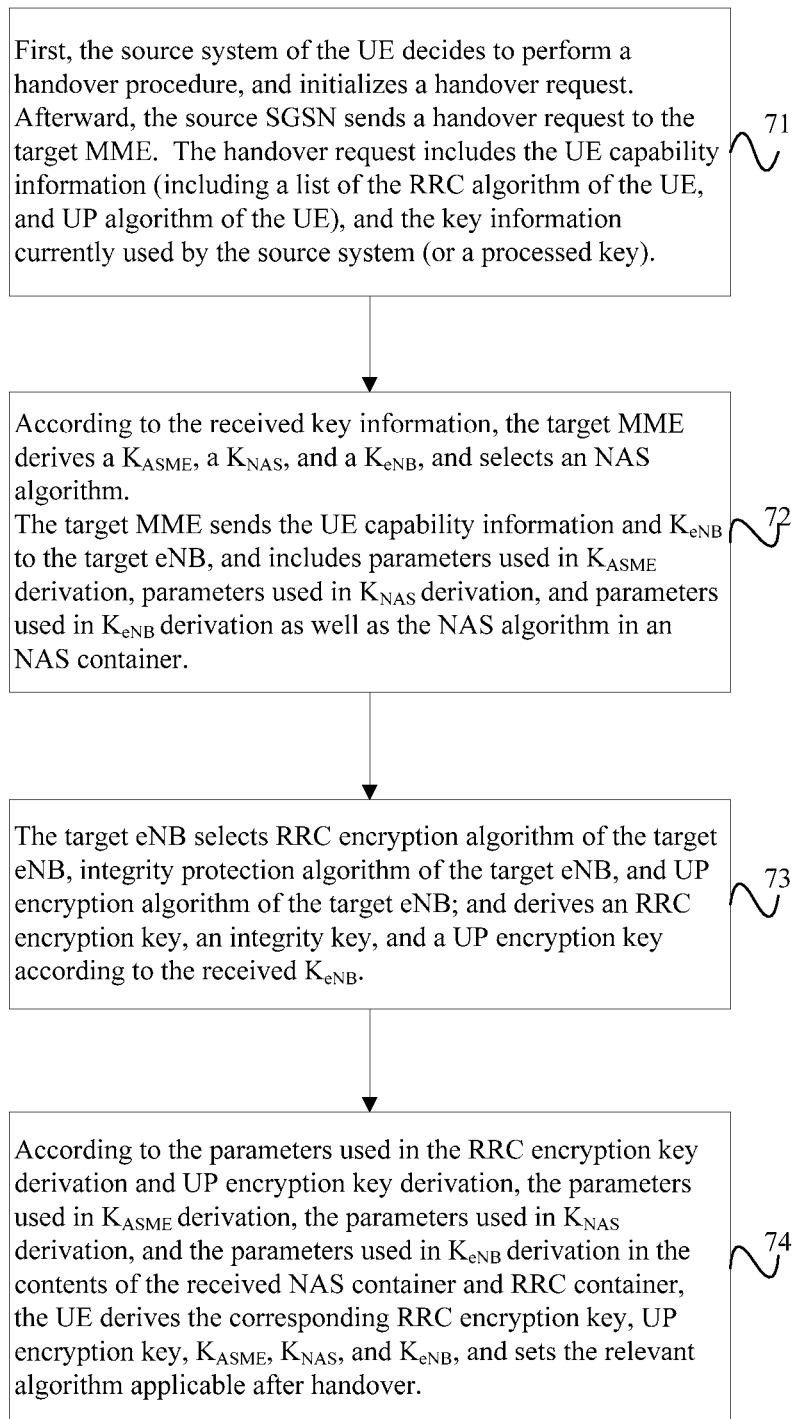 First, the source system of the UE decides to perform a
handover procedure, and initializes a handover request.
Afterward, the source SGSN sends a handover request to the
target MME.  The handover request includes the UE capability
information (including a list of the RRC algorithm of the UE,
and UP algorithm of the UE), and the key information
currently used by the source system (or a processed key).
71
According to the received key information, the target MME
derives a KASME, a KNAS, and a KeNB, and selects an NAS
algorithm.
The target MME sends the UE capability information and KeNB
to the target eNB, and includes parameters used in KASME
derivation, parameters used in KNAS derivation, and parameters
used in KeNB derivation as well as the NAS algorithm in an
NAS container.
72
The target eNB selects RRC encryption algorithm of the target
eNB, integrity protection algorithm of the target eNB, and UP
encryption algorithm of the target eNB; and derives an RRC
encryption key, an integrity key, and a UP encryption key
according to the received KeNB.
73
According to the parameters used in the RRC encryption key
derivation and UP encryption key derivation, the parameters
used in KASME derivation, the parameters used in KNAS
derivation, and the parameters used in KeNB derivation in the
contents of the received NAS container and RRC container,
the UE derives the corresponding RRC encryption key, UP
encryption key, KASME, KNAS, and KeNB, and sets the relevant
algorithm applicable after handover.
74